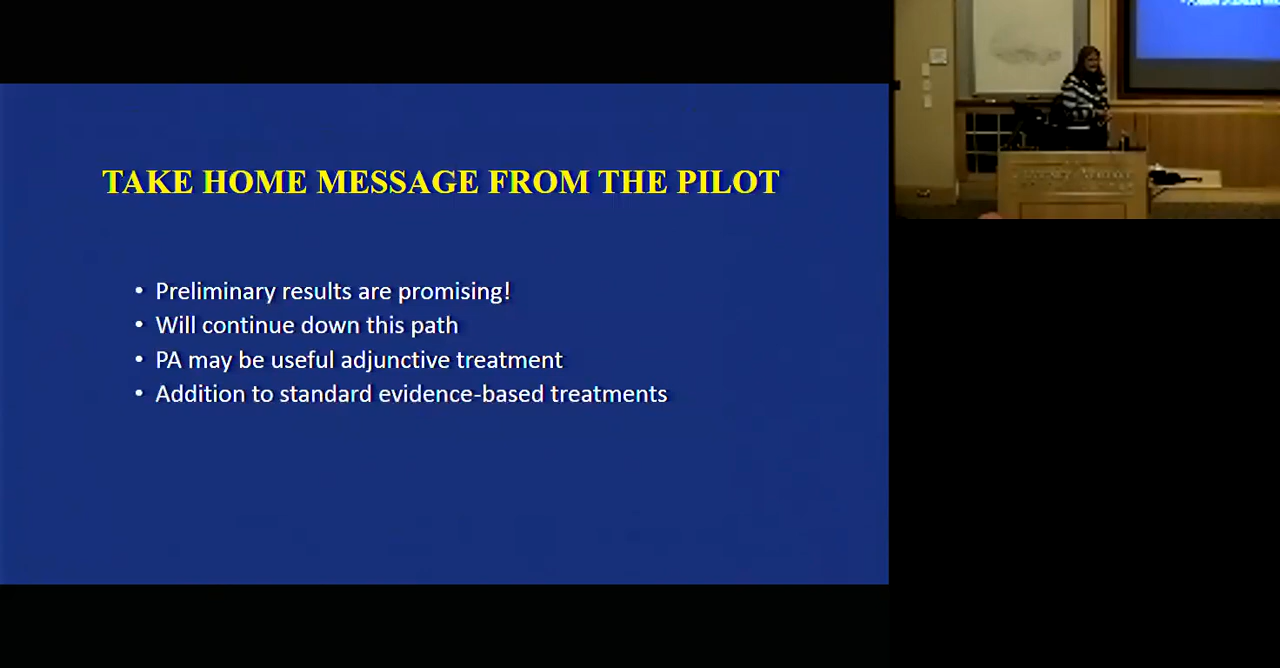 TAKE HOME MESSAGE FROM THE PILOT
• Preliminary results are promising!
• Will continue down this path
• PA may be useful adjunctive treatment
• Addition to standard evidence-based treatments